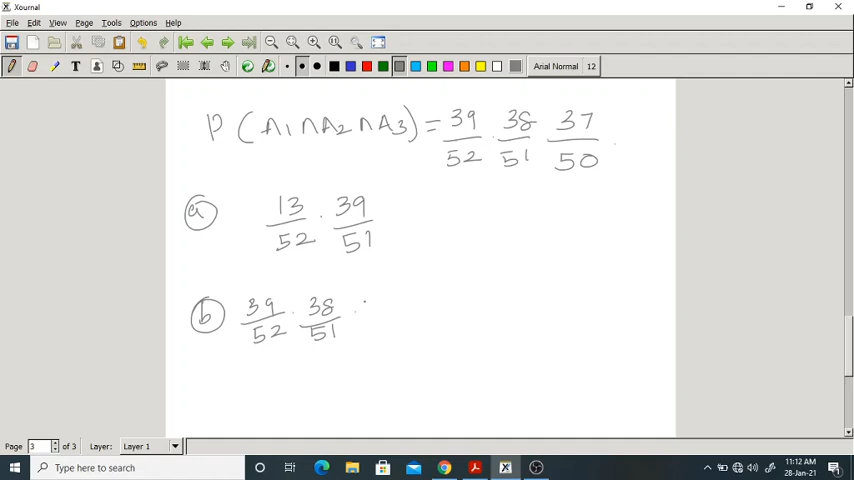 Xournal
File Edit View Page Tools Options Help
Arial Normal 12
P (A1 ∩ A2 ∩ A3) = 39/52 · 38/51 37/50 .
a 13/52 · 39/51
b 39/52 · 38/51 ·
Page 3 of 3 Layer: Layer 1
Type here to search
11:12 AM
28-Jan-21